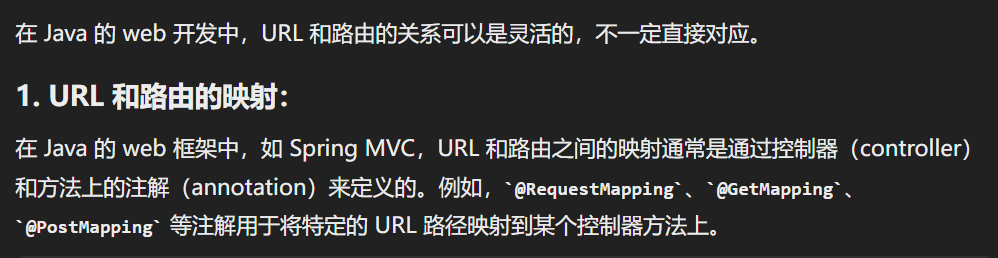 在 Java 的 web 开发中，URL 和路由的关系可以是灵活的，不一定直接对应。
1. URL 和路由的映射：
在 Java 的 web 框架中，如 Spring MVC，URL 和路由之间的映射通常是通过控制器（controller）
和方法上的注解（annotation）来定义的。例如，`@RequestMapping`、`@GetMapping`、
`@PostMapping` 等注解用于将特定的 URL 路径映射到某个控制器方法上。